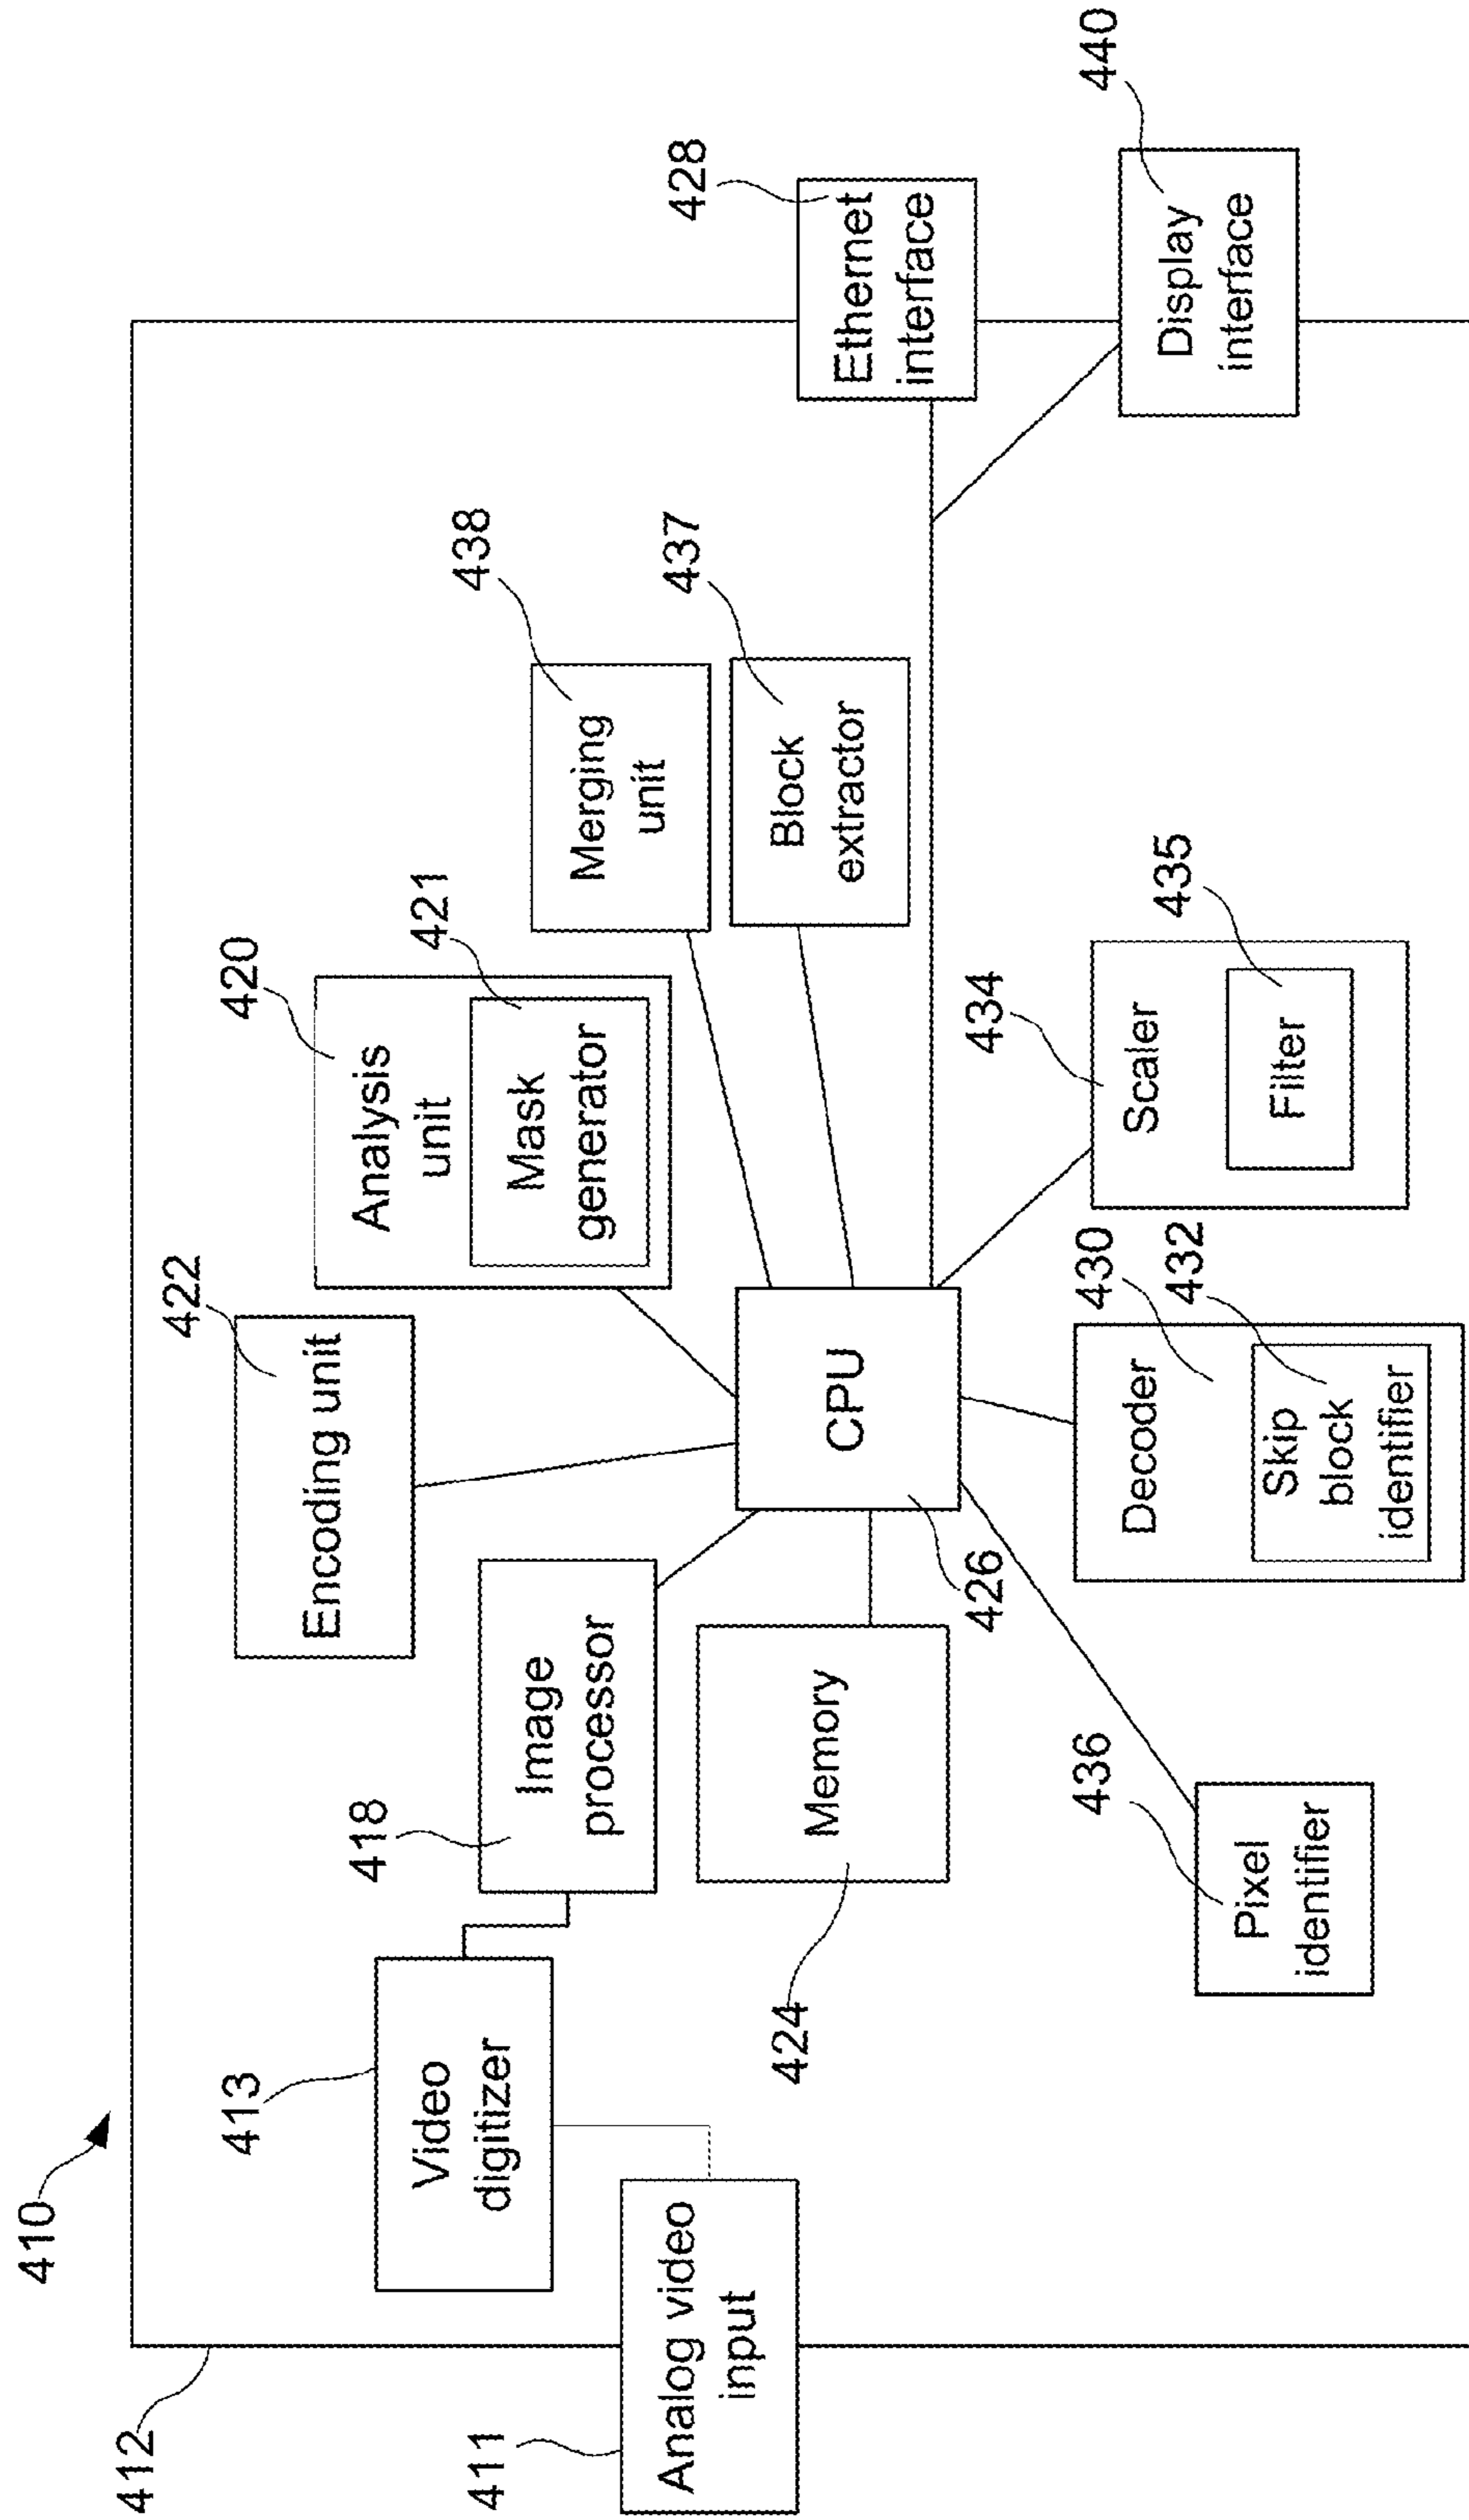 410
412
422
420
Encoding unit
Analysis
unit
421
Mask
generator
413
Video
digitizer
418
Image
processor
438
Merging
unit
428
Ethernet
interface
411
Analog video
input
424
Memory
CPU
426
437
Block
extractor
440
Display
interface
436
Pixel
identifier
430
Decoder
432
Skip
block
identifier
434
Scaler
435
Filter